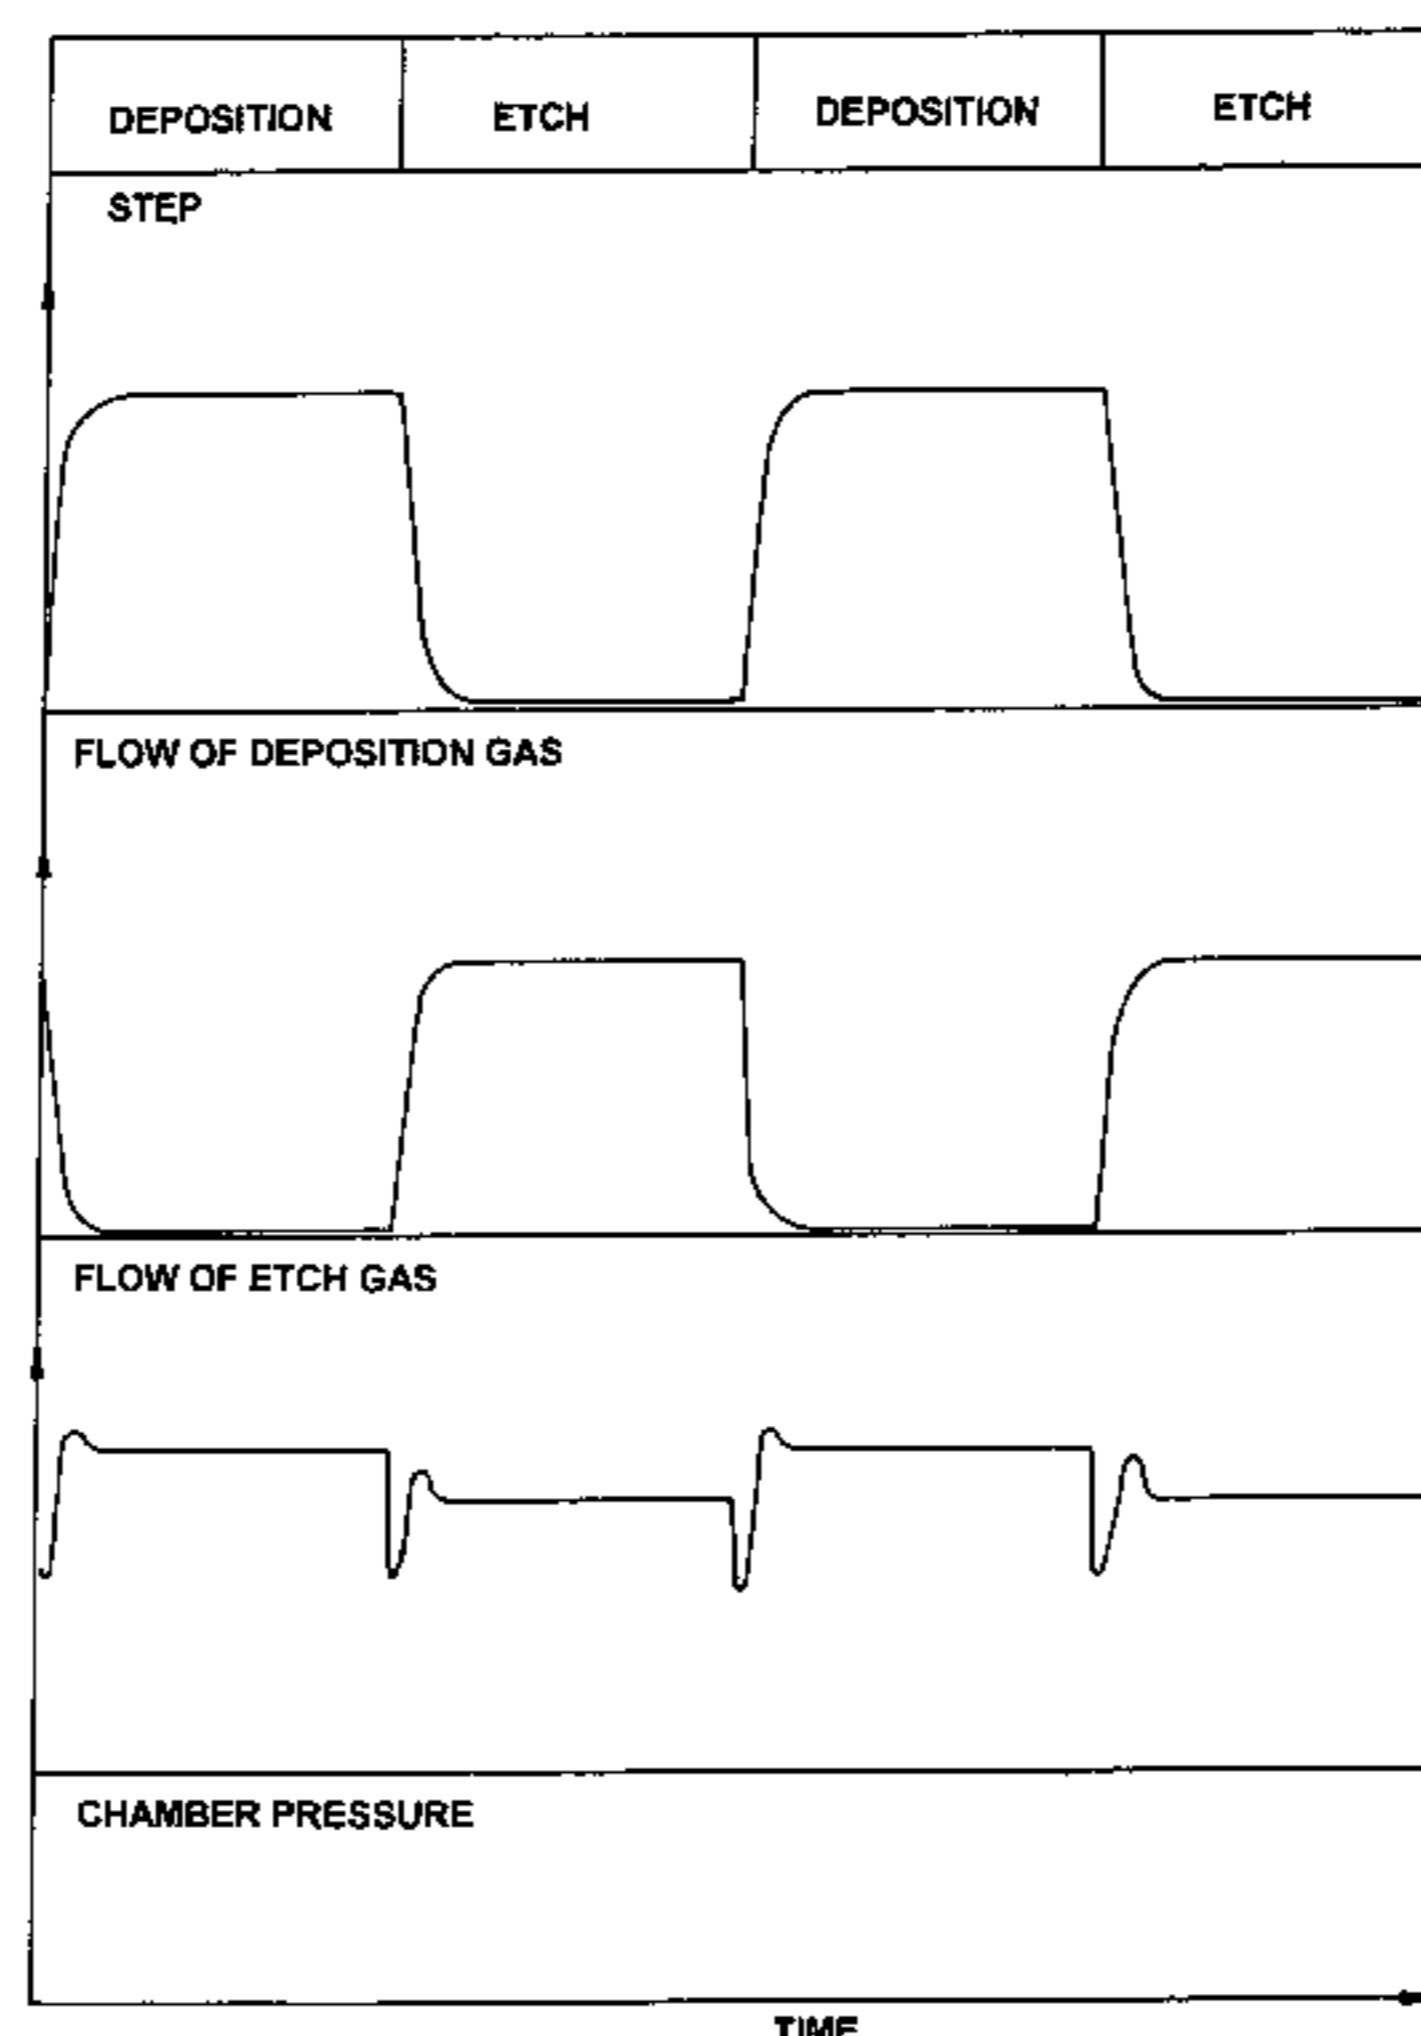 DEPOSITION ETCH DEPOSITION ETCH
STEP
FLOW OF DEPOSITION GAS
FLOW OF ETCH GAS
CHAMBER PRESSURE
TIME